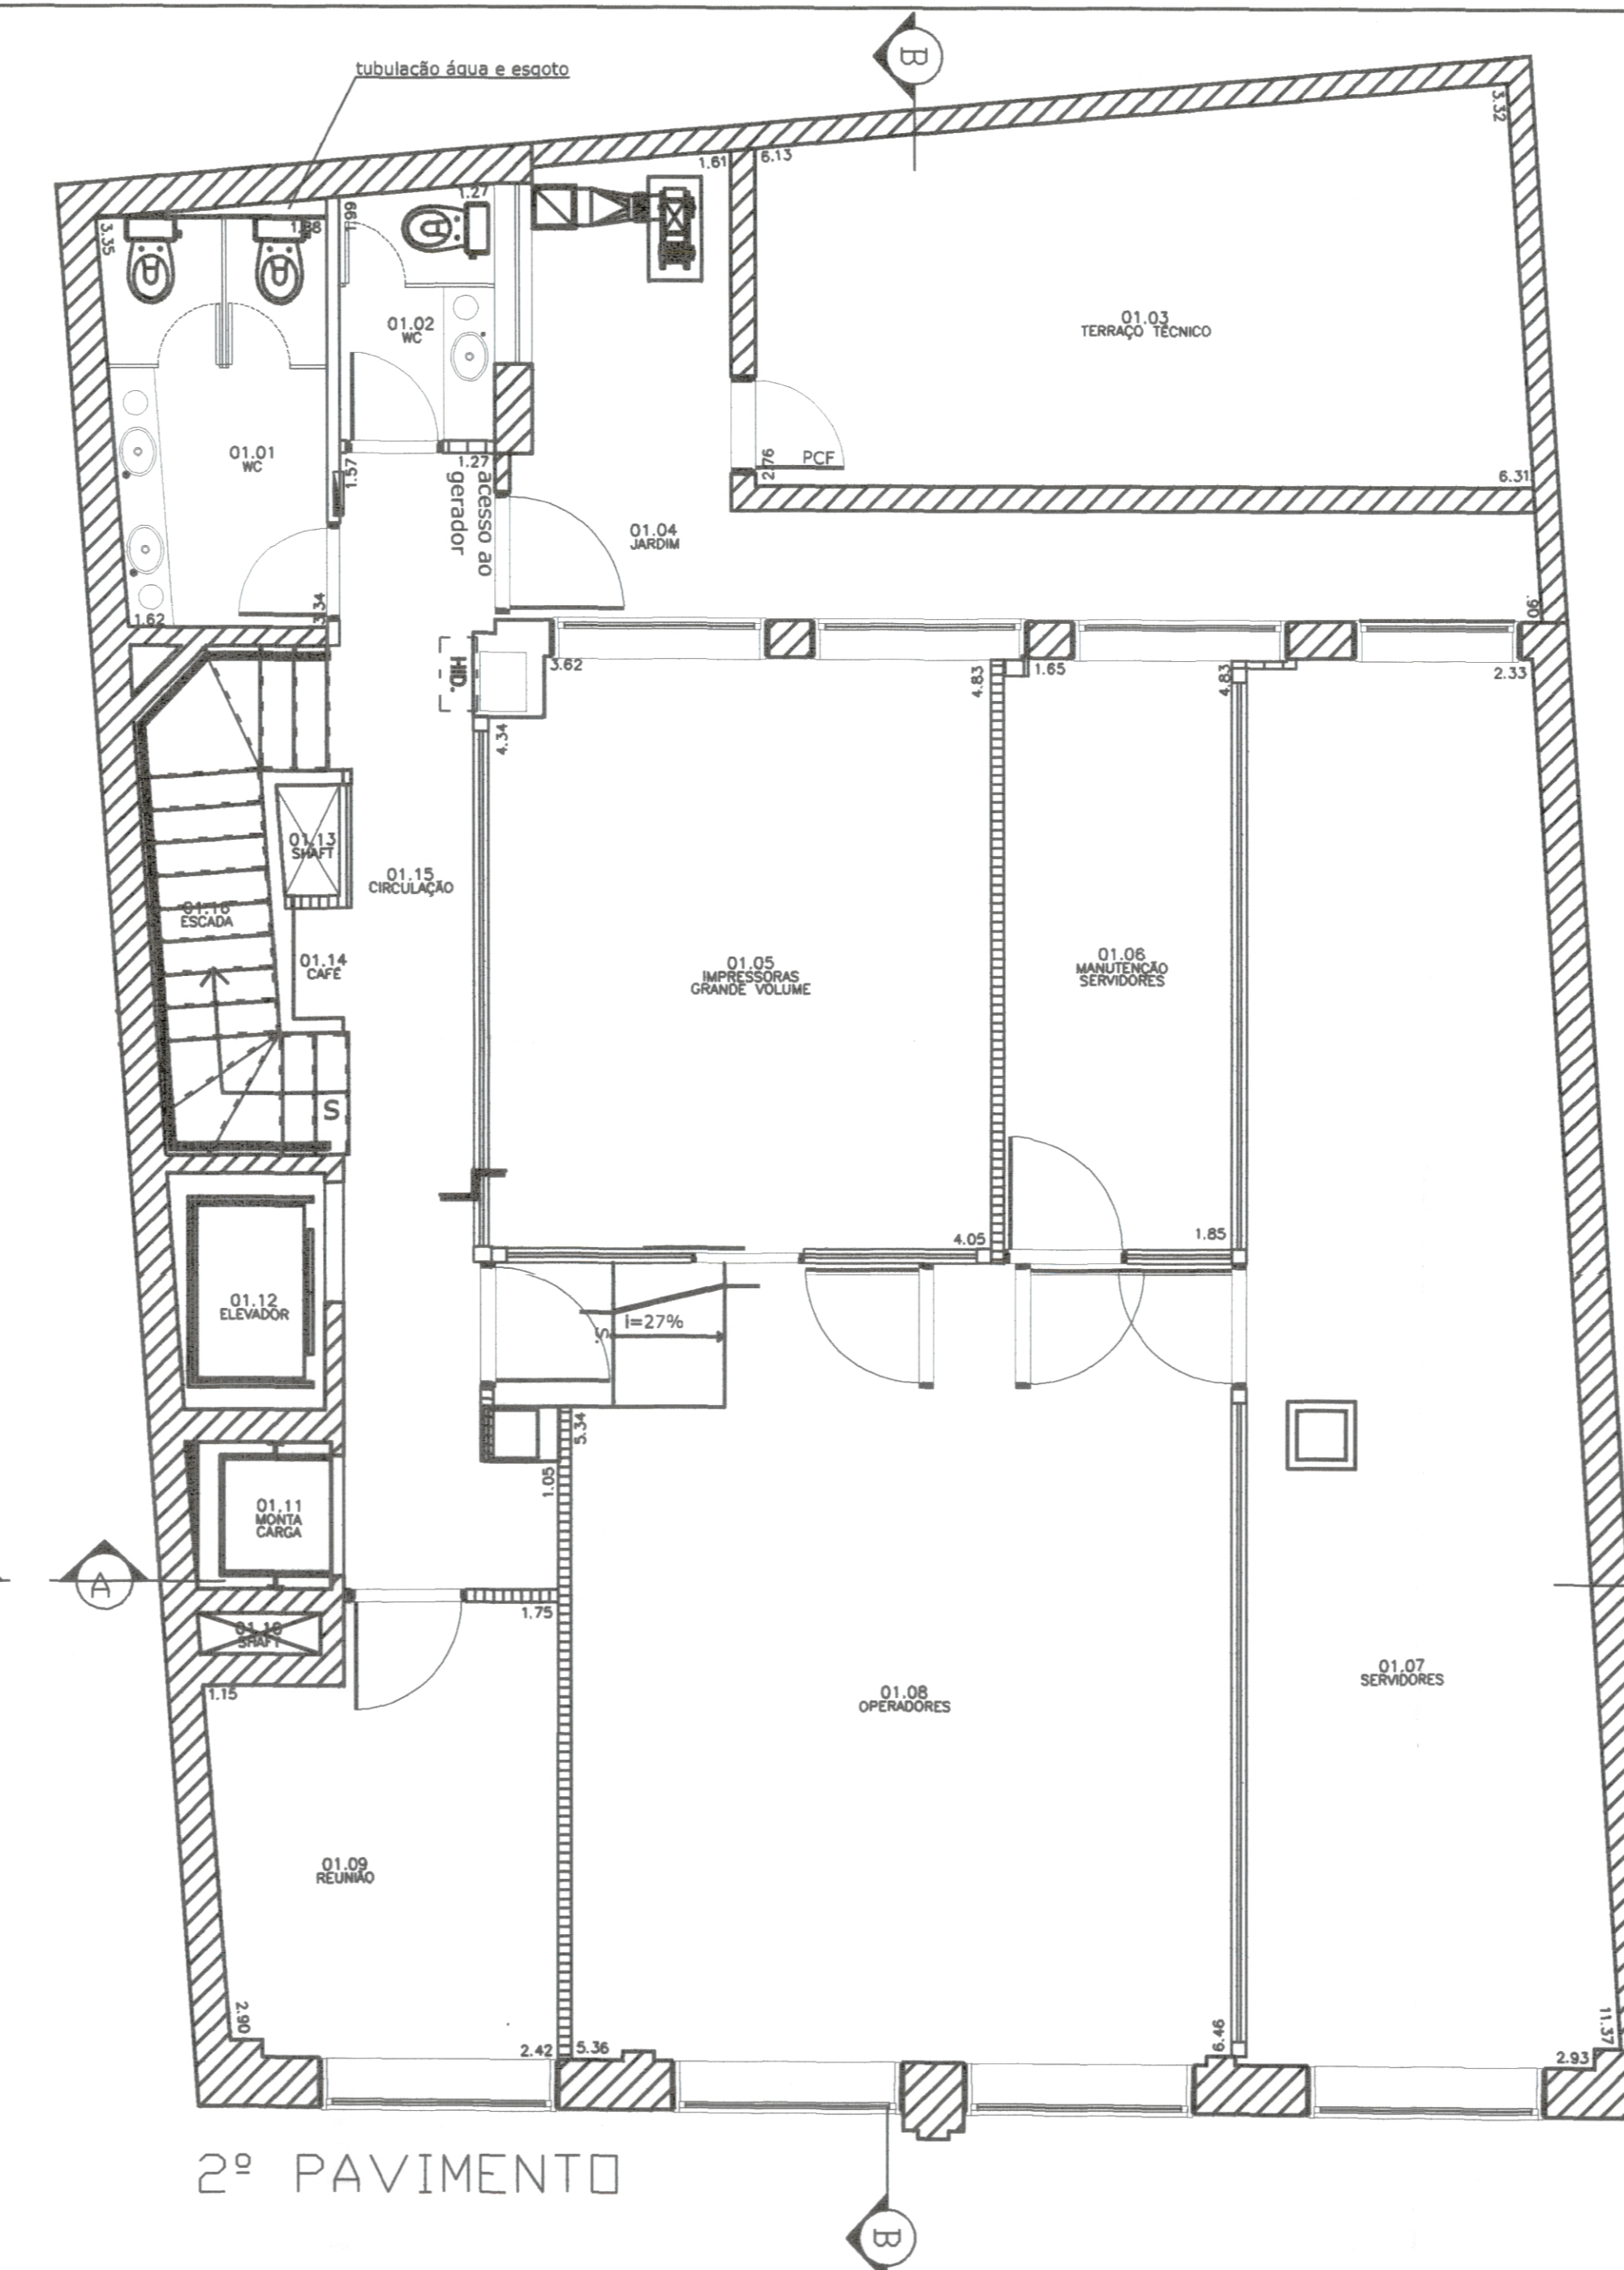 B
tubulação água e esgoto
3.32
1.61
6.13
1.27
1.69
3.35
01.02
WC
01.03
TERRAÇO TÉCNICO
01.01
WC
1.57
1.27
2.76
PCF
6.31
acesso ao
gerador
01.04
JARDIM
1.62
3.34
.90
HID.
3.62
4.83
1.65
4.83
2.33
4.34
01.13
SHAFT
01.15
CIRCULAÇÃO
01.16
ESCADA
01.14
CAFÉ
01.05
IMPRESSORAS
GRANDE VOLUME
01.06
MANUTENÇÃO
SERVIDORES
S
4.05
1.85
01.12
ELEVADOR
S.
i=27%
5.34
1.05
01.11
MONTA
CARGA
A
1.75
01.10
SHAFT
1.15
01.07
SERVIDORES
01.08
OPERADORES
01.09
REUNIÃO
2.90
2.42
5.36
6.46
11.37
2.93
2º PAVIMENTO
B